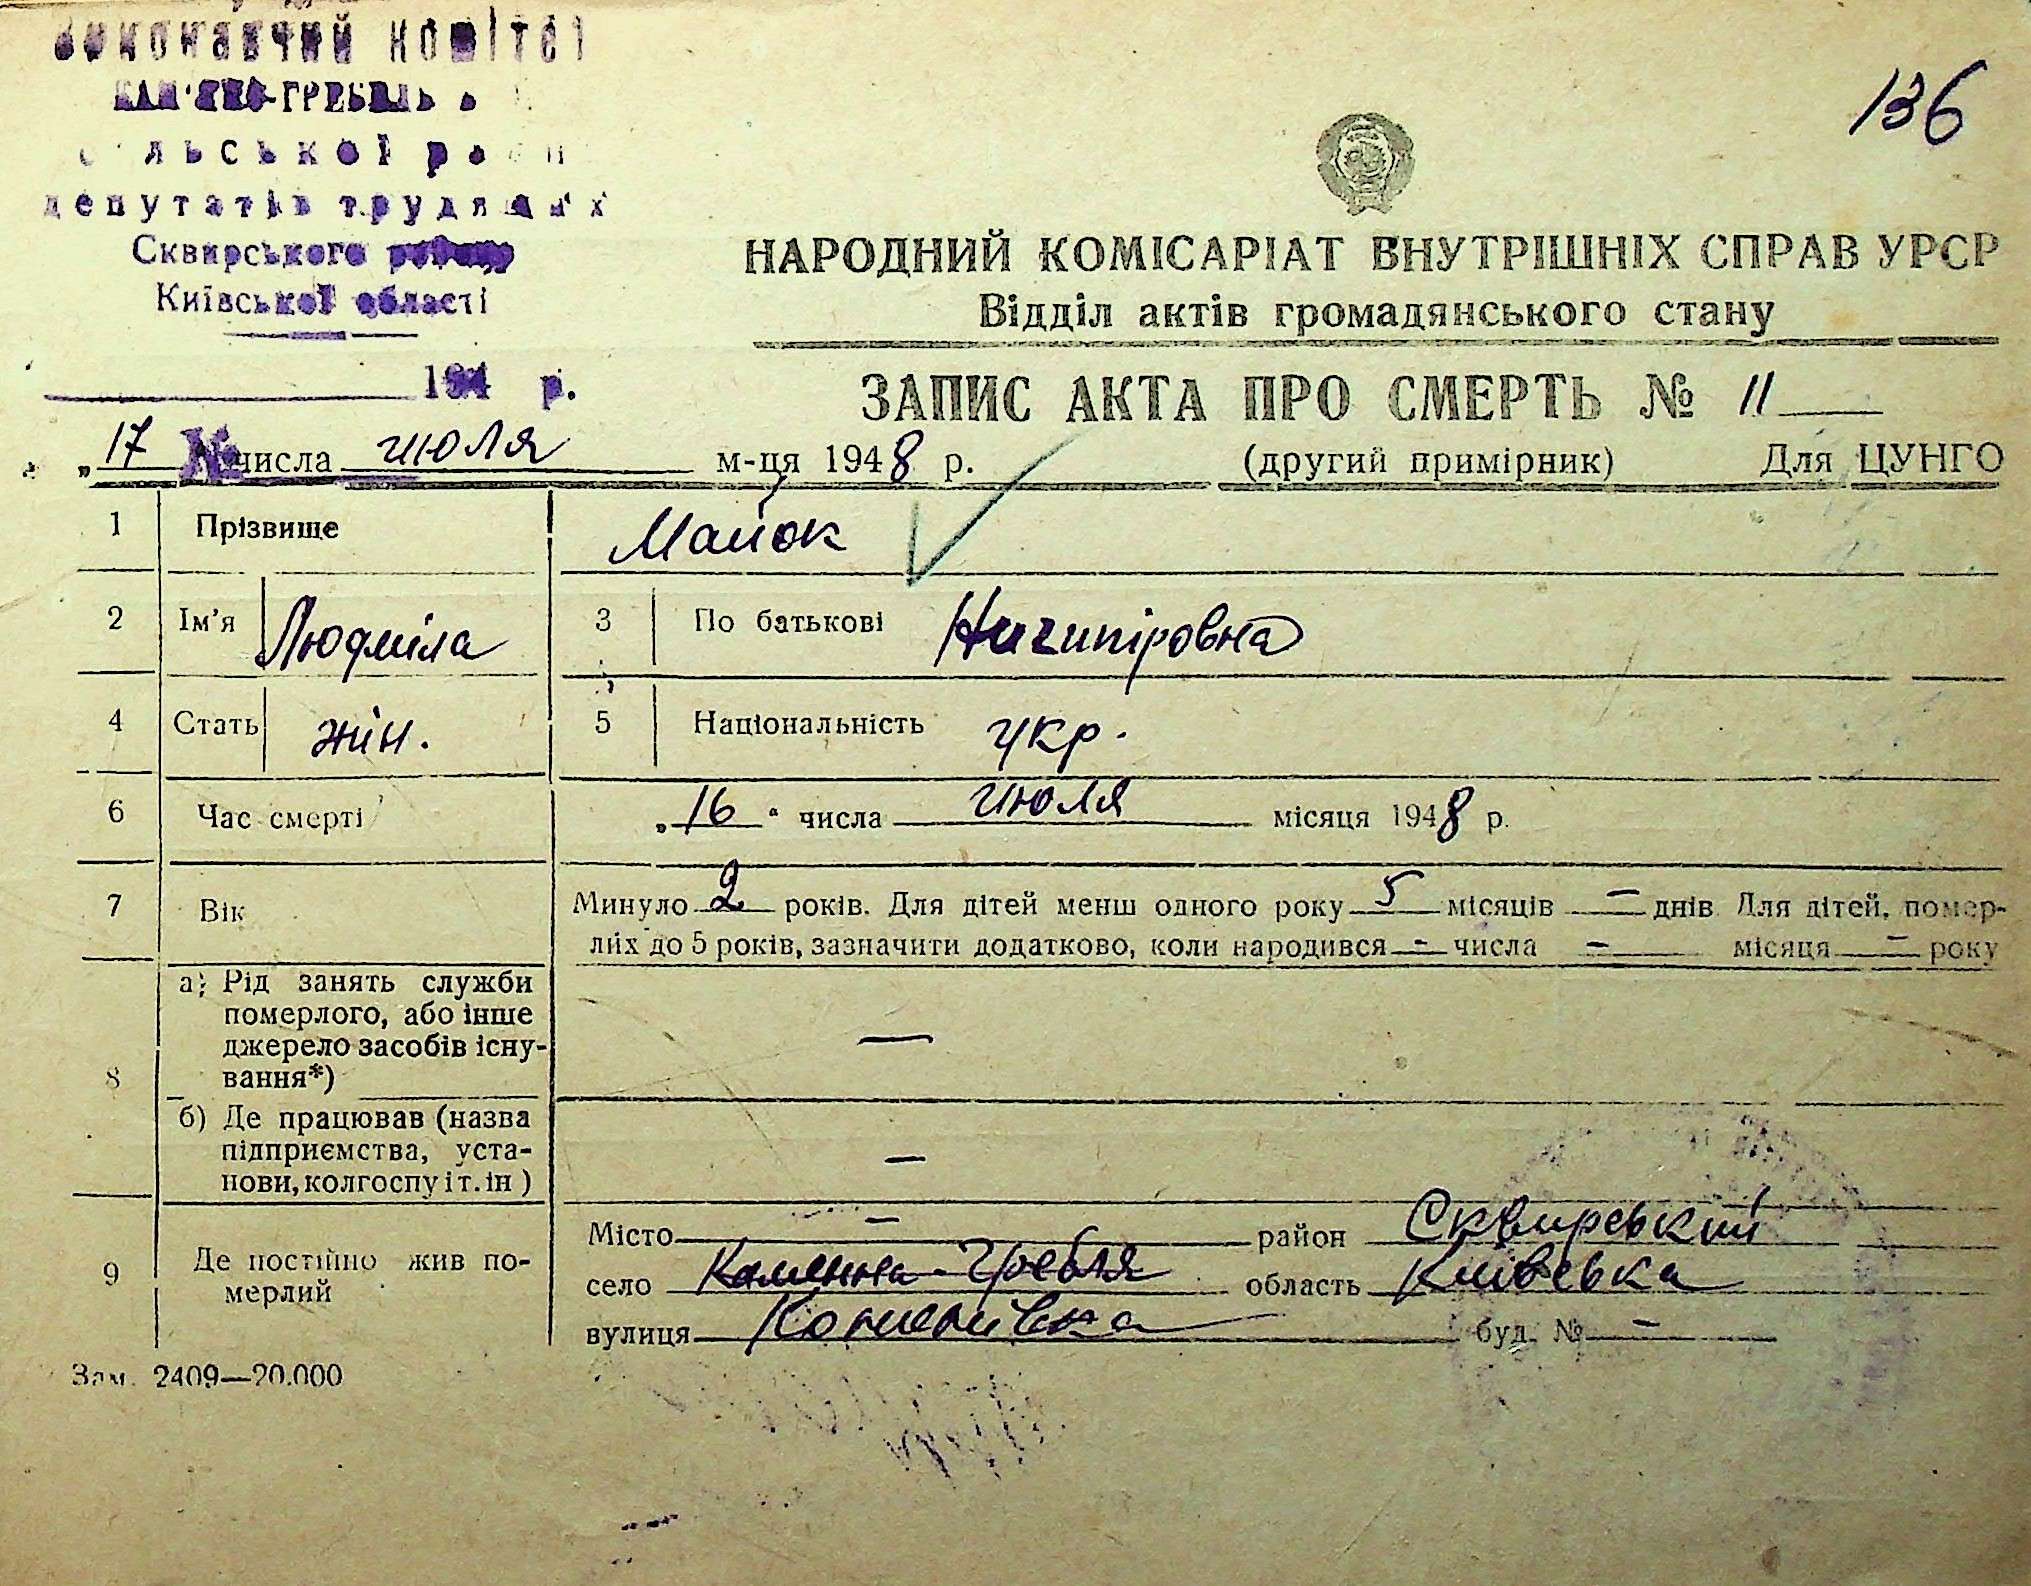 виконавчий комітет
КАМ'ЯНО-ГРЕБЕЛЬ
сільської ради
депутатів трудящих
Сквирського району
Київської області
194 р.
№
136
НАРОДНИЙ КОМІСАРІАТ ВНУТРІШНІХ СПРАВ УРСР
Відділ актів громадянського стану
ЗАПИС АКТА ПРО СМЕРТЬ № 11
„17 числа июля м-ця 1948 р. (другий примірник) Для ЦУНГО
1 Прізвище
2 Ім'я Людміла 3 По батькові Ничипіровна
4 Стать жін. 5 Національність укр.
6 Час смерті „16" числа июля місяця 1948 р.
7 Вік Минуло 2 років. Для дітей менш одного року 5 місяців — днів Для дітей, помер-
лих до 5 років, зазначити додатково, коли народився - числа - місяця - року
8 а) Рід занять служби
померлого, або інше
джерело засобів існу-
вання*) —
б) Де працював (назва
підприємства, уста-
нови, колгоспу і т. ін) —
9 Де постійно жив по-
мерлий
Місто — район Сквирський
село Каменна-Гребля область Київська
вулиця буд. № -
Зам. 2409—20.000